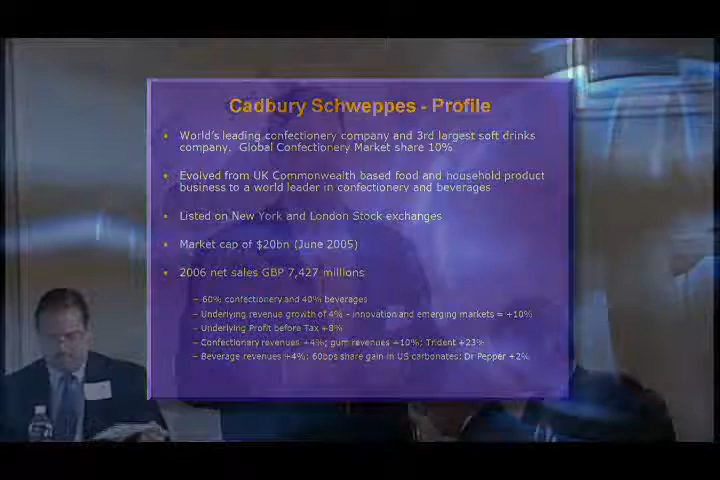 Cadbury Schweppes - Profile
• World's leading confectionery company and 3rd largest soft drinks
company. Global Confectionery Market share 10%
• Evolved from UK Commonwealth based food and household product
business to a world leader in confectionery and beverages
• Listed on New York and London Stock exchanges
• Market cap of $20bn (June 2005)
• 2006 net sales GBP 7,427 millions
– 60% confectionery and 40% beverages
– Underlying revenue growth of 4% - innovation and emerging markets = +10%
– Underlying Profit before Tax +8%
– Confectionary revenues +4%; gum revenues +10%; Trident +23%
– Beverage revenues +4%: 60bps share gain in US carbonates: Dr Pepper +2%